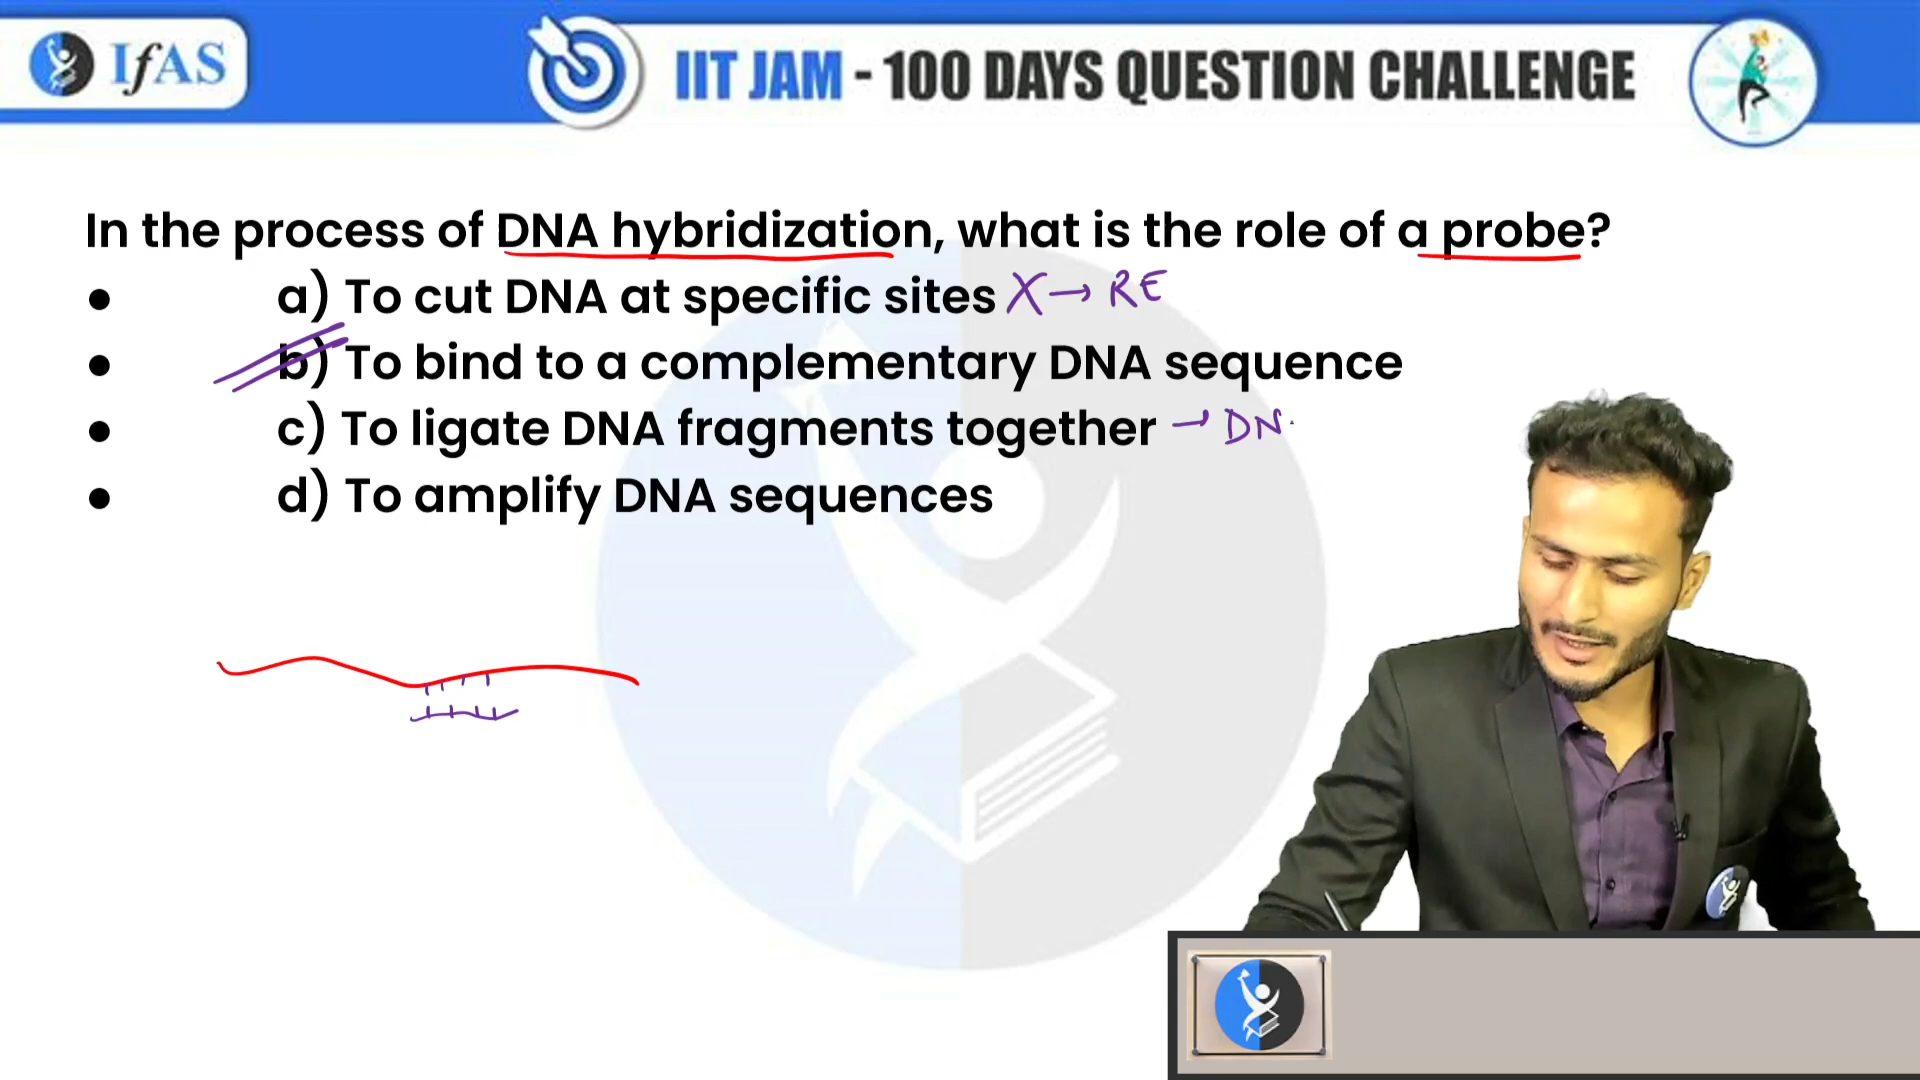 IfAS
IIT JAM - 100 DAYS QUESTION CHALLENGE
In the process of DNA hybridization, what is the role of a probe?
● a) To cut DNA at specific sites X → RE
● b) To bind to a complementary DNA sequence
● c) To ligate DNA fragments together → DN
● d) To amplify DNA sequences